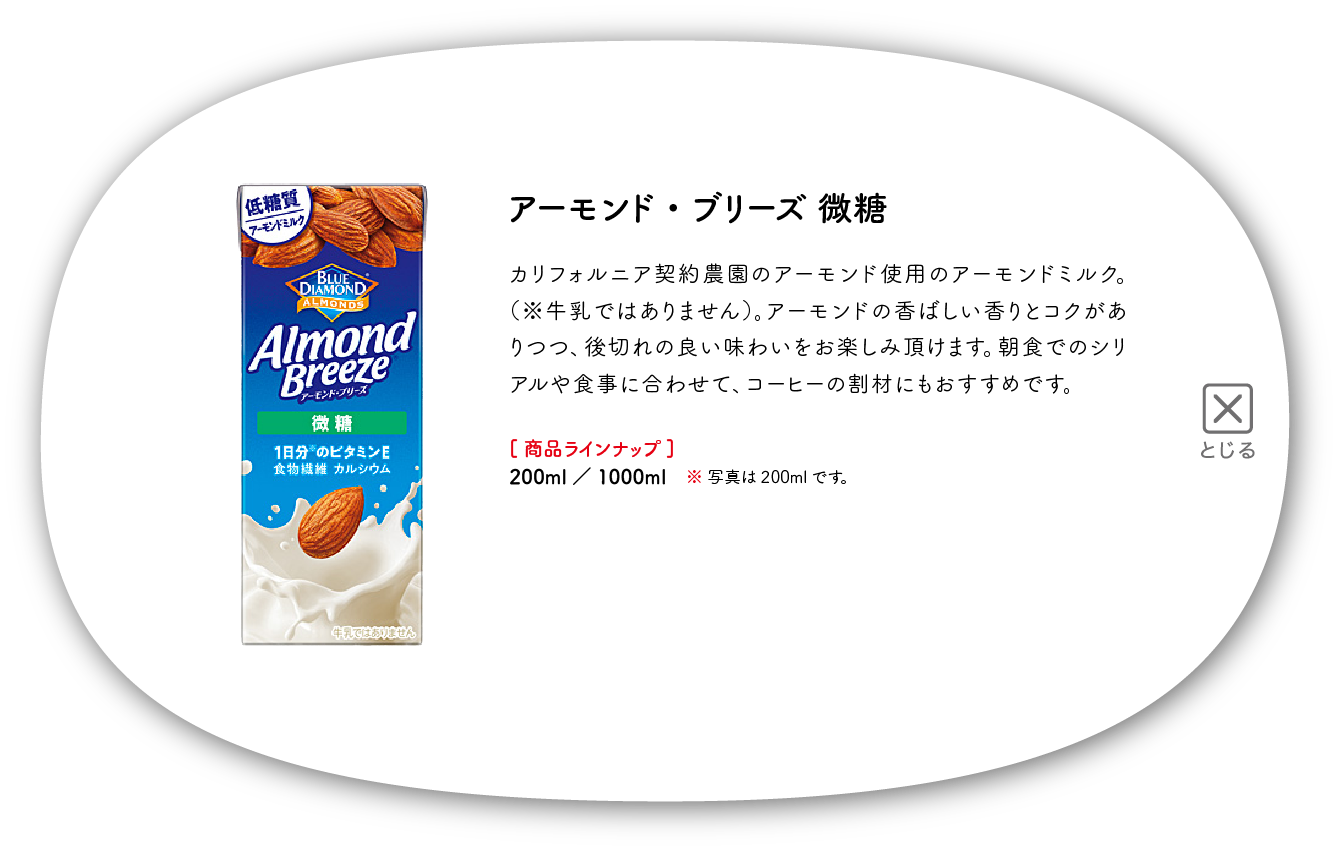 低糖質
アーモンドミルク
BLUE
DIAMOND
ALMONDS
Almond
Breeze
アーモンド・ブリーズ
微糖
1日分※のビタミンE
食物繊維 カルシウム
牛乳ではありません
アーモンド・ブリーズ 微糖
カリフォルニア契約農園のアーモンド使用のアーモンドミルク。
（※牛乳ではありません）。アーモンドの香ばしい香りとコクがあ
りつつ、後切れの良い味わいをお楽しみ頂けます。朝食でのシリ
アルや食事に合わせて、コーヒーの割材にもおすすめです。
[ 商品ラインナップ ]
200ml ／ 1000ml ※ 写真は 200ml です。
とじる